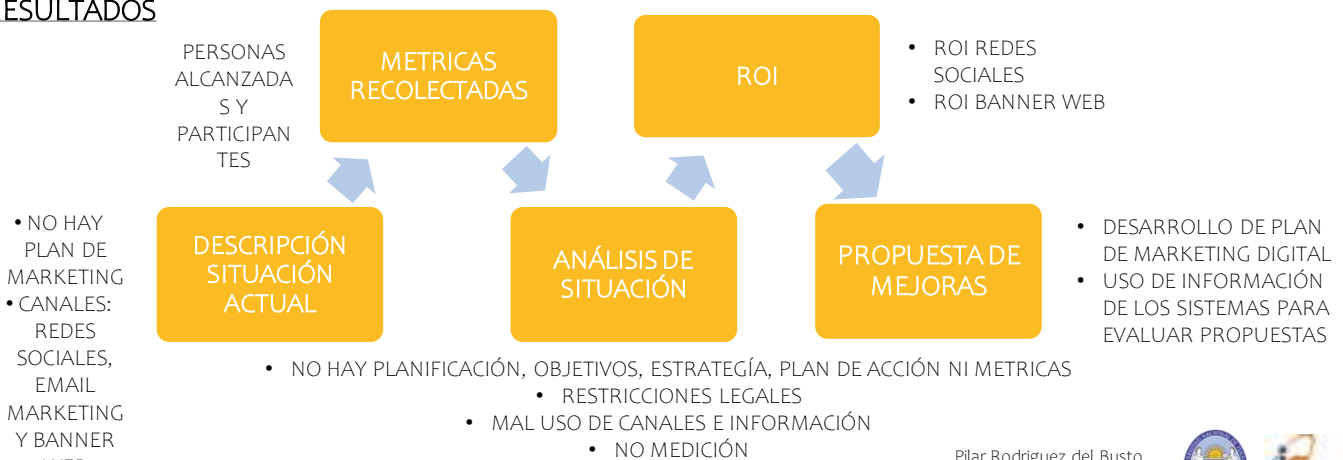 RESULTADOS
PERSONAS
ALCANZADA
S Y
PARTICIPAN
TES
METRICAS
RECOLECTADAS
ROI
• ROI REDES
SOCIALES
• ROI BANNER WEB
• NO HAY
PLAN DE
MARKETING
• CANALES:
REDES
SOCIALES,
EMAIL
MARKETING
Y BANNER
DESCRIPCIÓN
SITUACIÓN
ACTUAL
ANÁLISIS DE
SITUACIÓN
PROPUESTA DE
MEJORAS
• DESARROLLO DE PLAN
DE MARKETING DIGITAL
• USO DE INFORMACIÓN
DE LOS SISTEMAS PARA
EVALUAR PROPUESTAS
• NO HAY PLANIFICACIÓN, OBJETIVOS, ESTRATEGÍA, PLAN DE ACCIÓN NI METRICAS
• RESTRICCIONES LEGALES
• MAL USO DE CANALES E INFORMACIÓN
• NO MEDICIÓN
Pilar Rodriguez del Busto